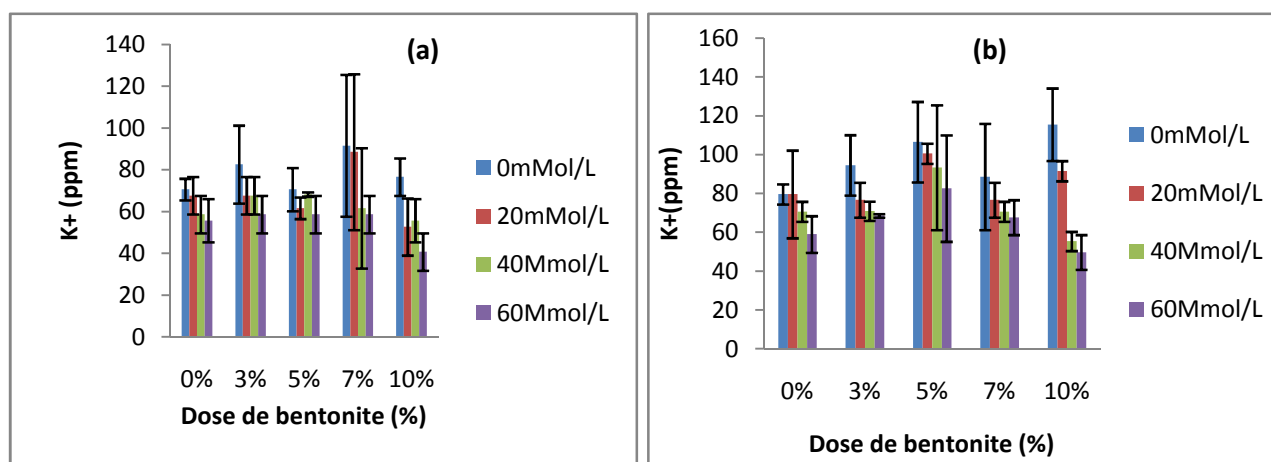 (a)
K+ (ppm)
140
120
100
80
60
40
20
0
0% 3% 5% 7% 10%
Dose de bentonite (%)
0mMol/L
20mMol/L
40Mmol/L
60Mmol/L
(b)
K+(ppm)
160
140
120
100
80
60
40
20
0
0% 3% 5% 7% 10%
Dose de bentonite (%)
0mMol/L
20mMol/L
40Mmol/L
60Mmol/L